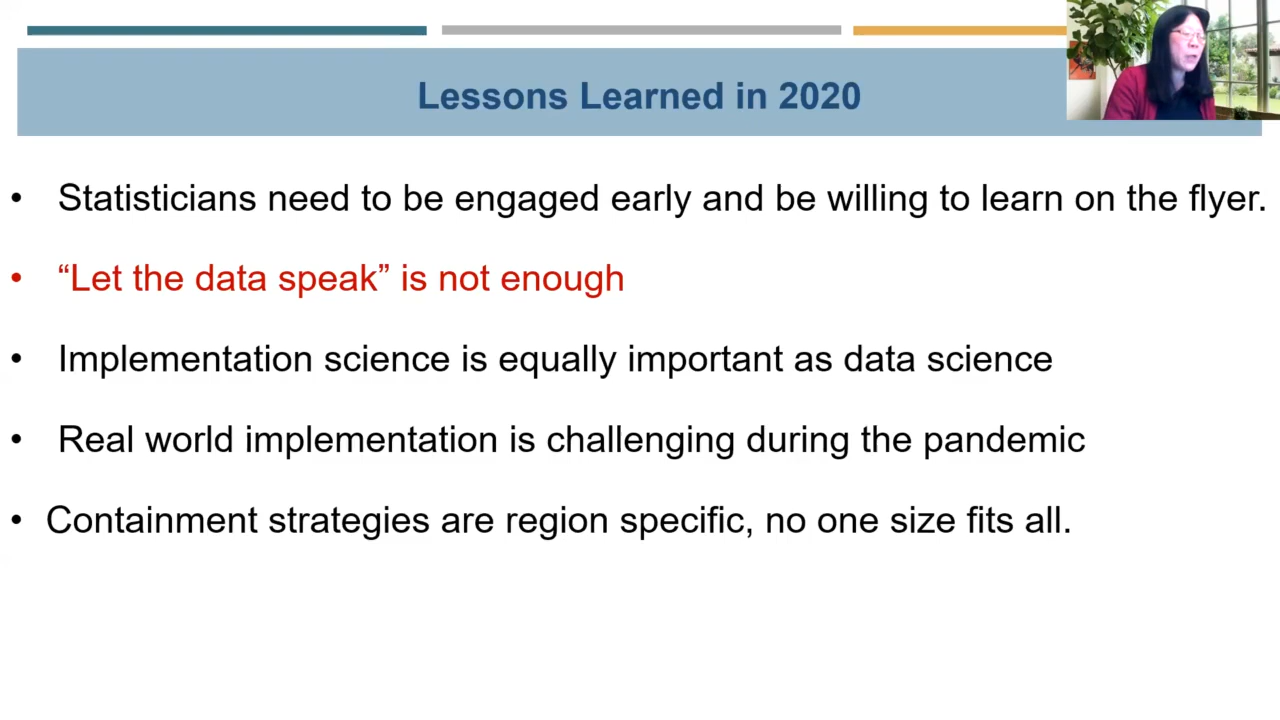 Lessons Learned in 2020
• Statisticians need to be engaged early and be willing to learn on the flyer.
• “Let the data speak” is not enough
• Implementation science is equally important as data science
• Real world implementation is challenging during the pandemic
• Containment strategies are region specific, no one size fits all.